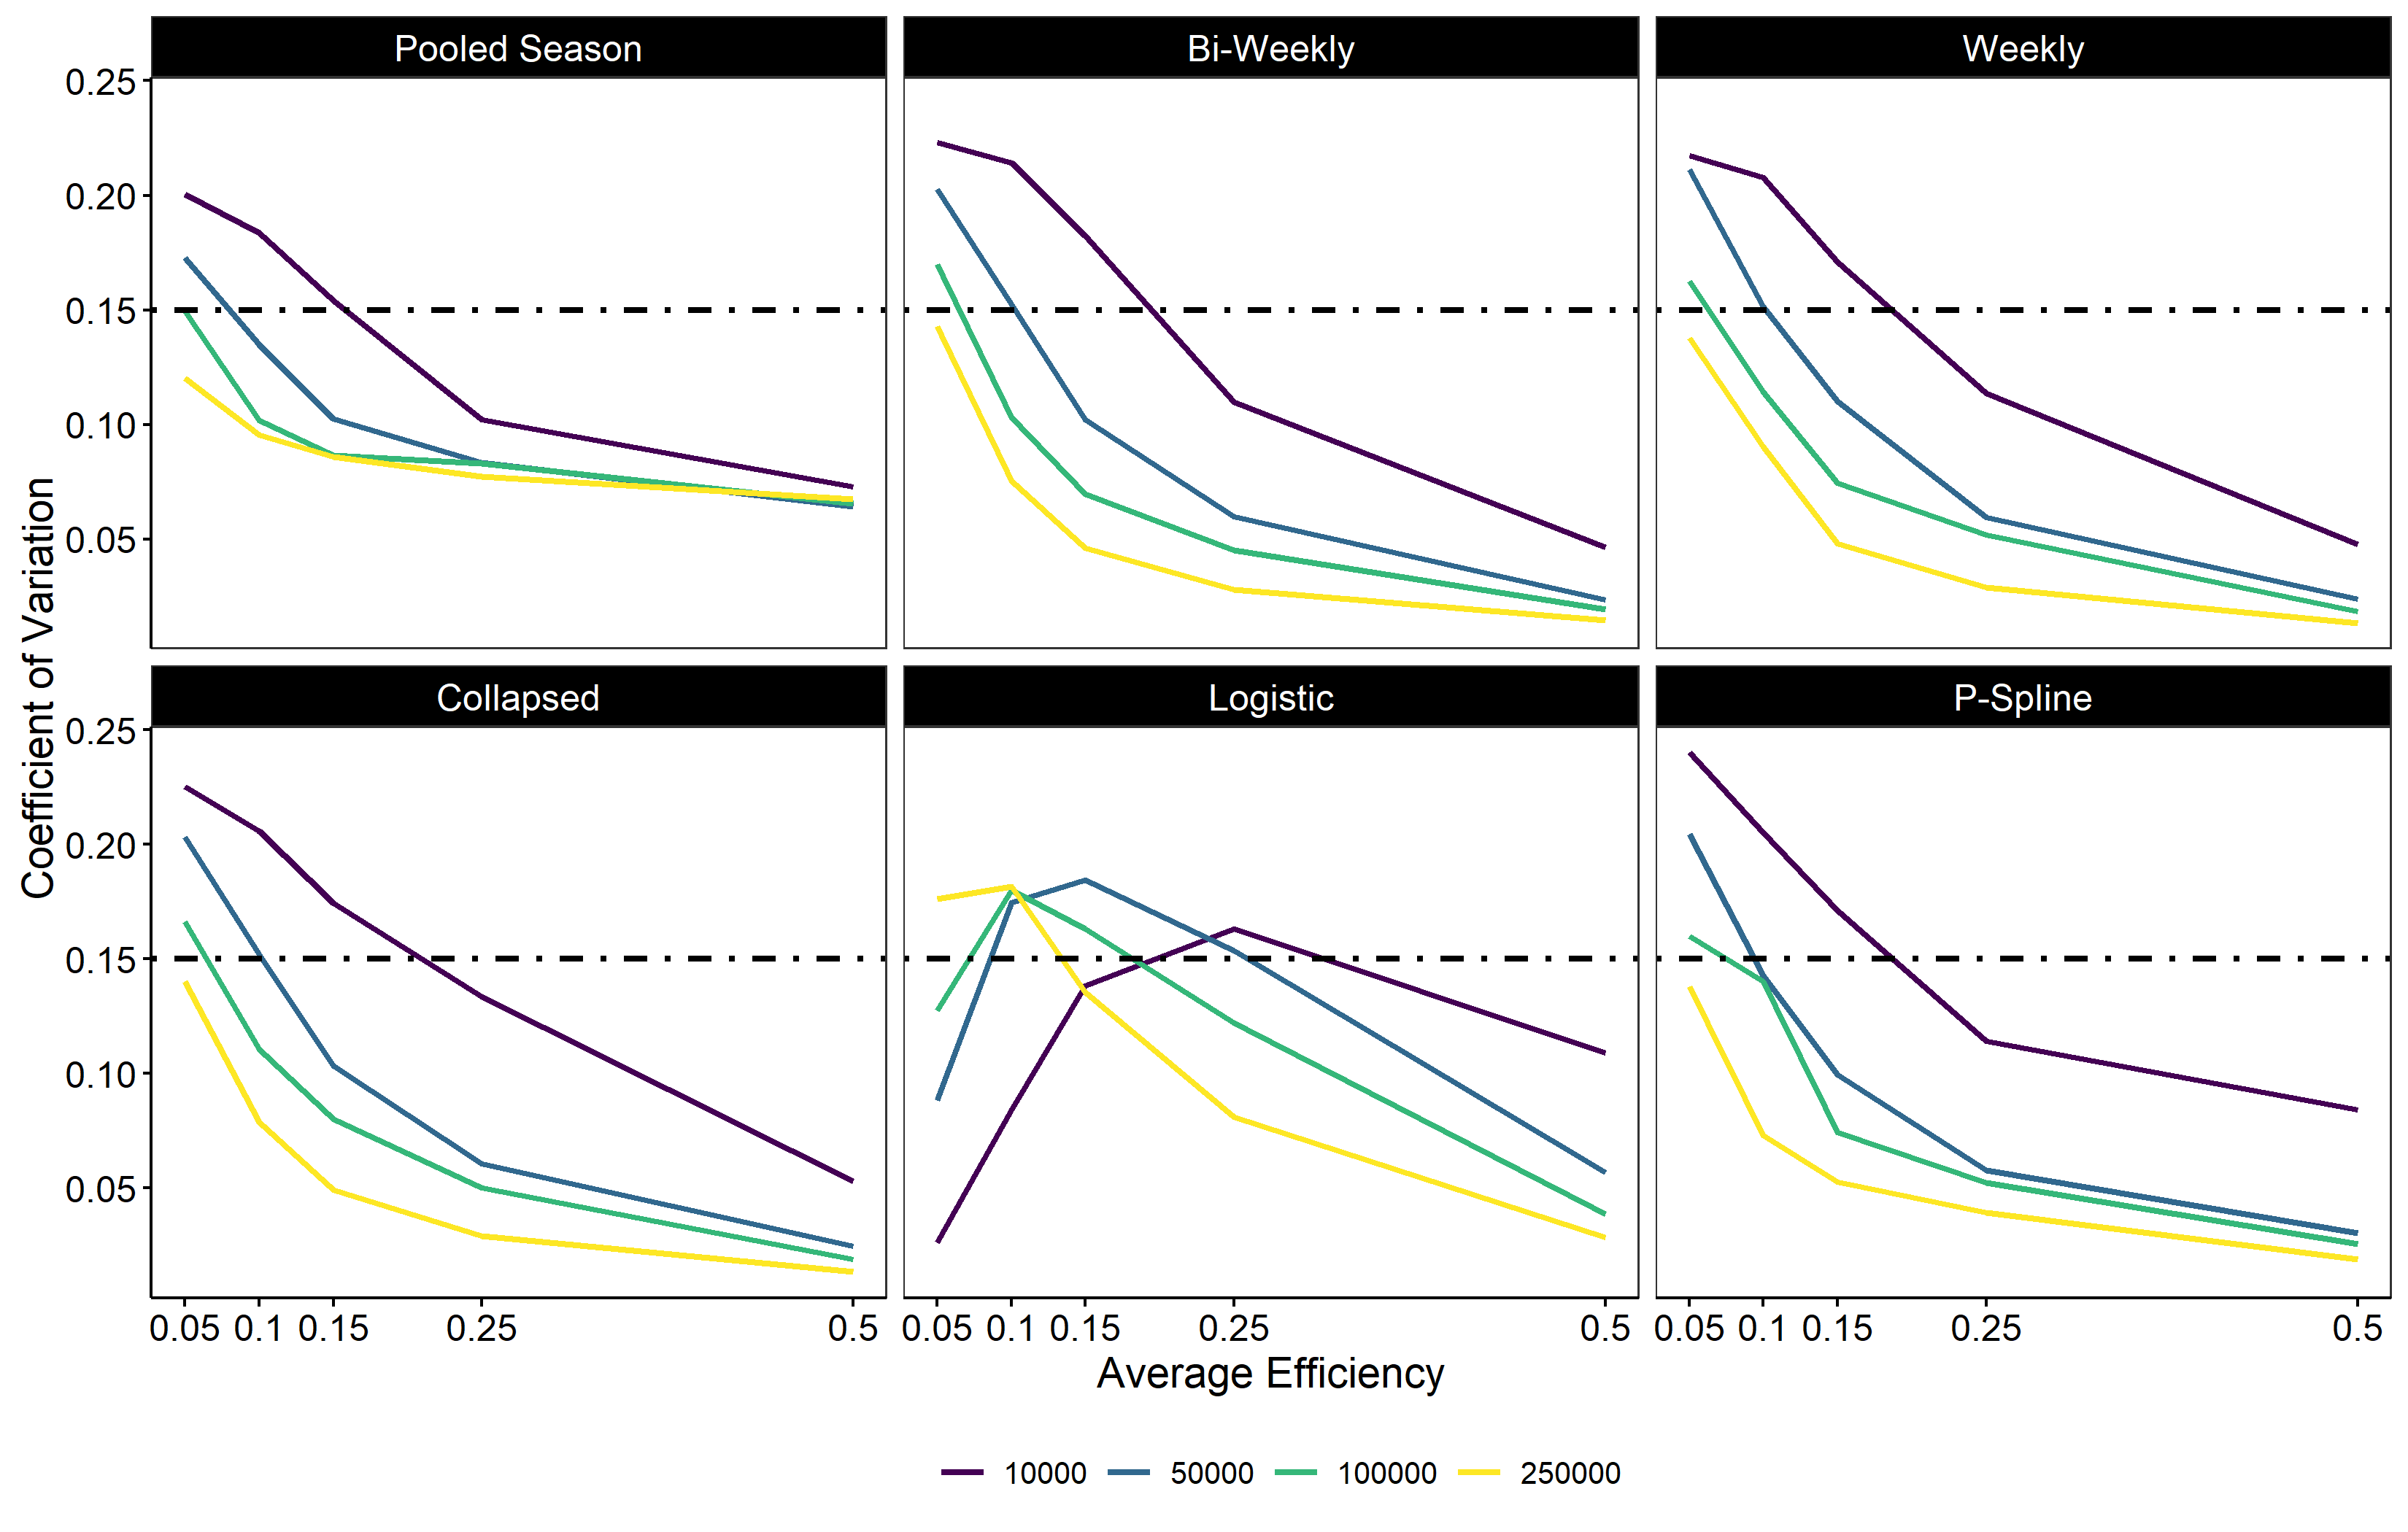 Pooled Season
Bi-Weekly
Weekly
0.25
0.20
0.15
0.10
0.05
Collapsed
Logistic
P-Spline
0.25
0.20
0.15
0.10
0.05
Coefficient of Variation
0.05 0.1 0.15 0.25 0.5
0.05 0.1 0.15 0.25 0.5
0.05 0.1 0.15 0.25 0.5
Average Efficiency
10000 50000 100000 250000